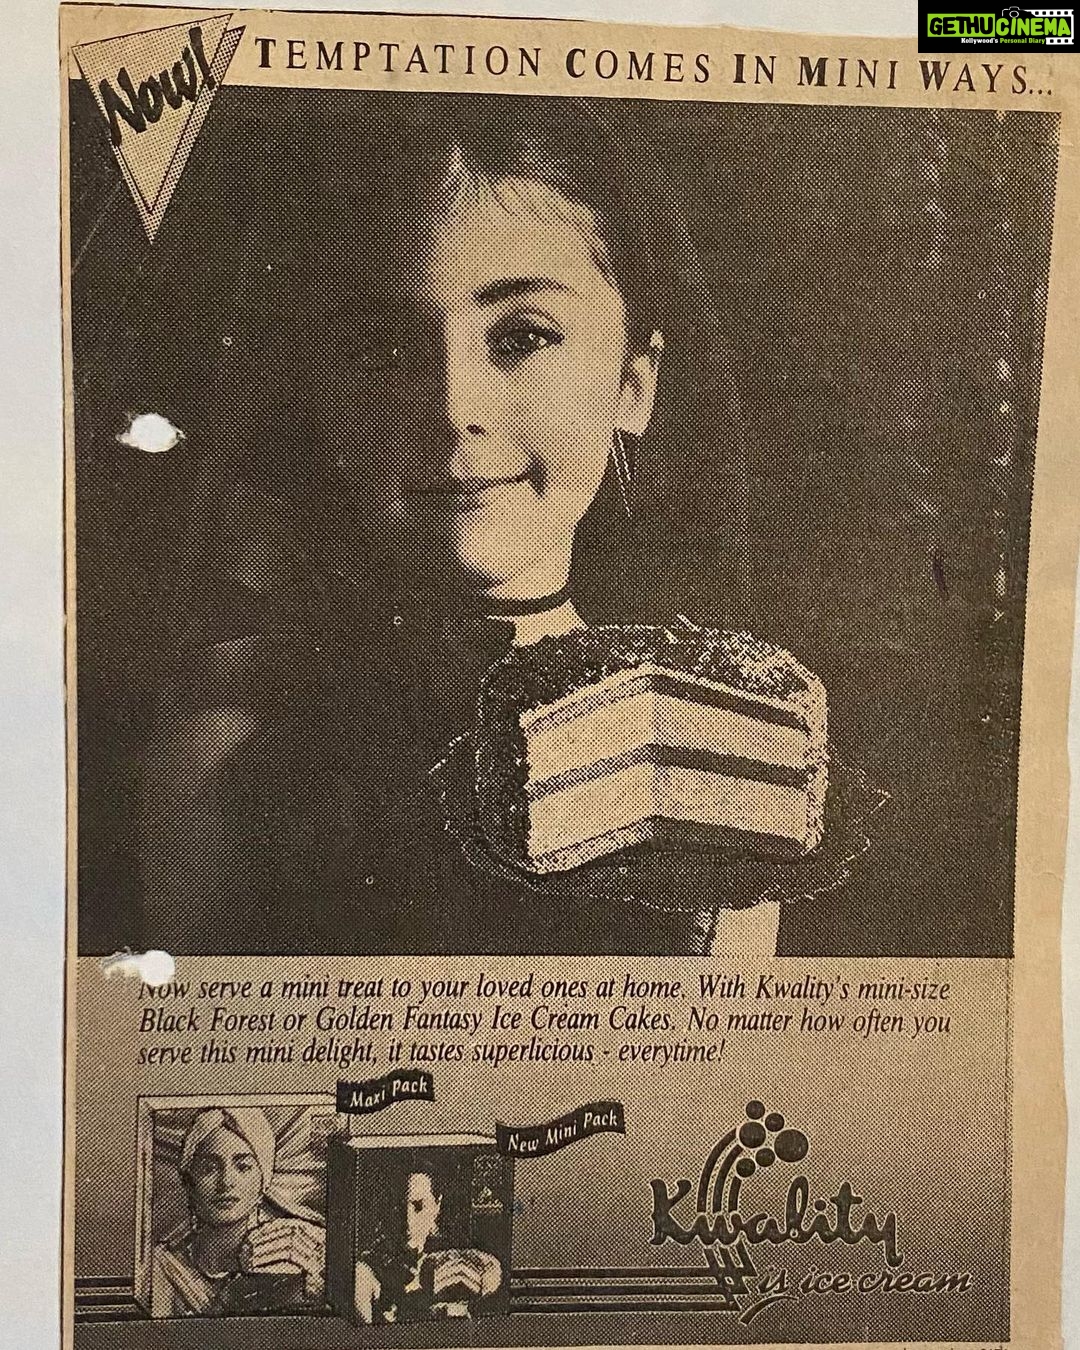 GETHUCINEMA
Kollywood's Personal Diary
Now!
TEMPTATION COMES IN MINI WAYS...
Now serve a mini treat to your loved ones at home. With Kwality's mini-size
Black Forest or Golden Fantasy Ice Cream Cakes. No matter how often you
serve this mini delight, it tastes superlicious - everytime!
Maxi Pack
New Mini Pack
Kwality
is ice cream